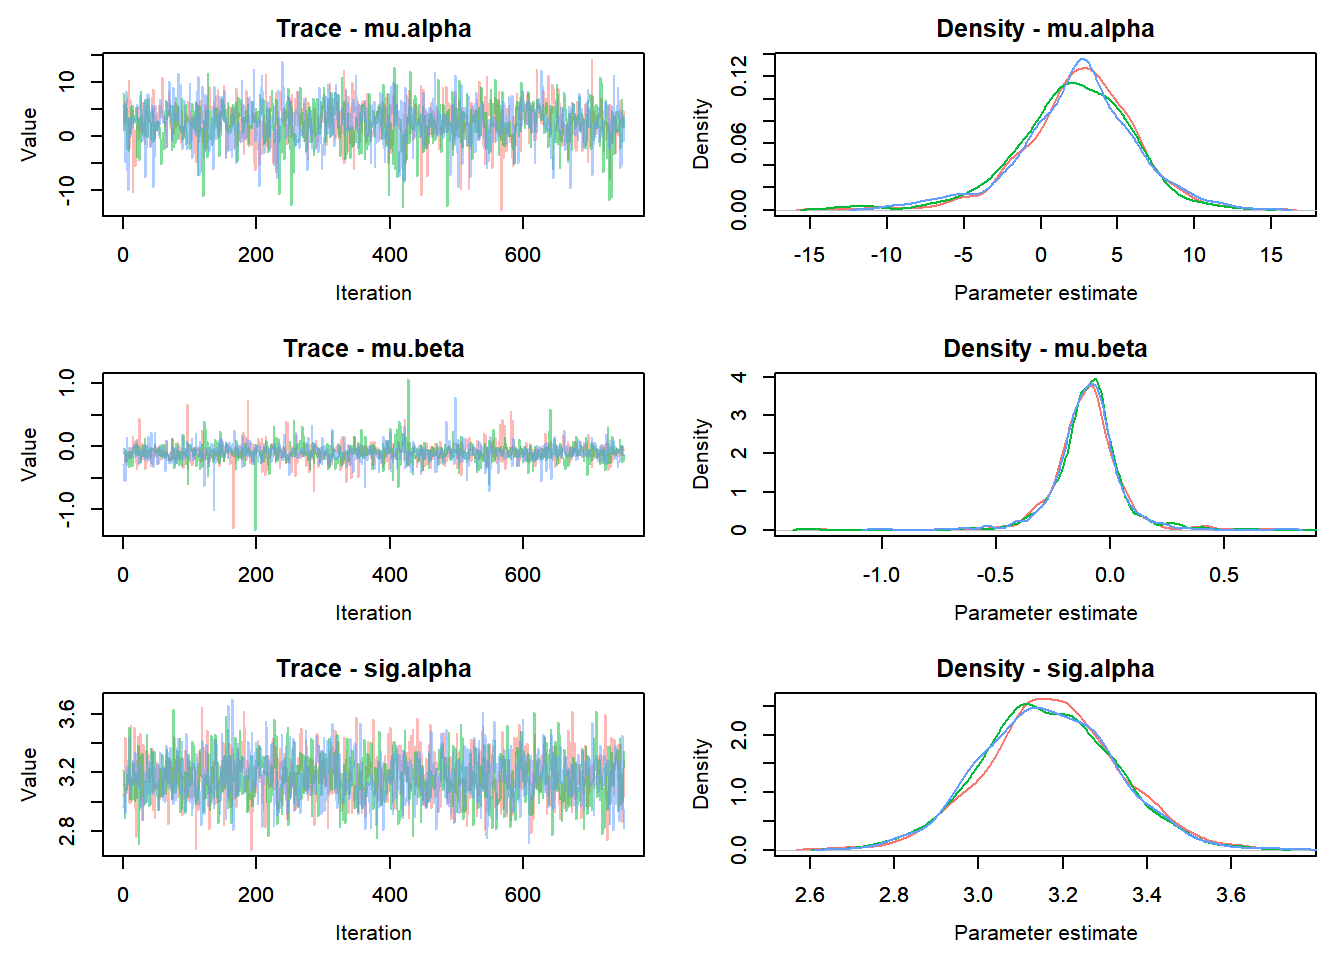 Trace - mu.alpha
Value
10
0
-10
0 200 400 600
Iteration
Density - mu.alpha
Density
0.12
0.06
0.00
-15 -10 -5 0 5 10 15
Parameter estimate
Trace - mu.beta
Value
1.0
0.0
-1.0
0 200 400 600
Iteration
Density - mu.beta
Density
4
3
2
1
0
-1.0 -0.5 0.0 0.5
Parameter estimate
Trace - sig.alpha
Value
3.6
3.2
2.8
0 200 400 600
Iteration
Density - sig.alpha
Density
2.0
1.0
0.0
2.6 2.8 3.0 3.2 3.4 3.6
Parameter estimate